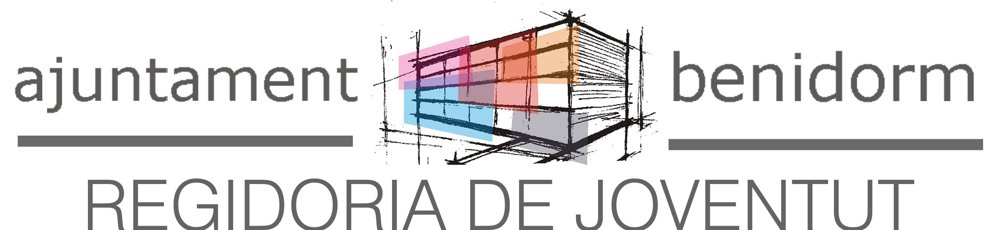 ajuntament benidorm
REGIDORIA DE JOVENTUT